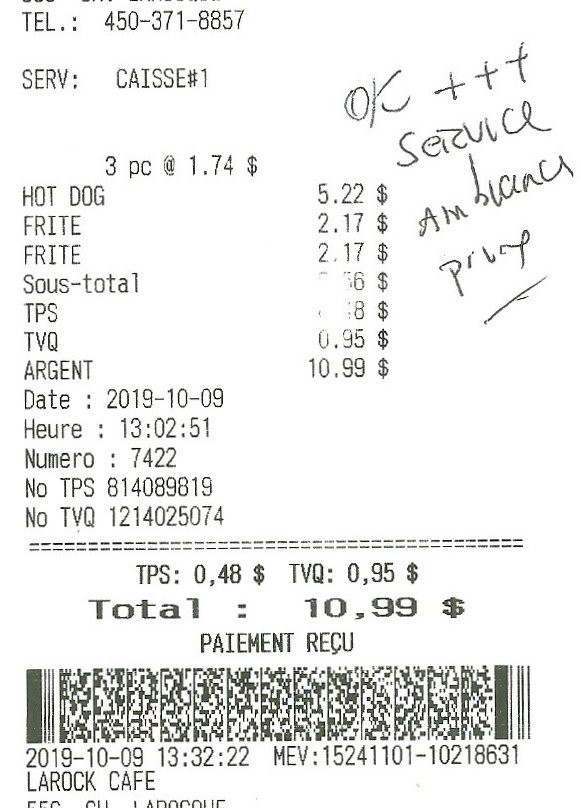 TEL.: 450-371-8857
SERV: CAISSE#1
OK +++
Service
Ambiance
3 pc @ 1.74 $
HOT DOG 5.22 $
FRITE 2.17 $
FRITE 2.17 $
Sous-total 56 $
TPS 8 $
TVQ 0.95 $
ARGENT 10.99 $
Date : 2019-10-09
Heure : 13:02:51
Numero : 7422
No TPS 814089819
No TVQ 1214025074
TPS: 0,48 $ TVQ: 0,95 $
Total : 10,99 $
PAIEMENT REÇU
2019-10-09 13:32:22 MEV:15241101-10218631
LAROCK CAFE